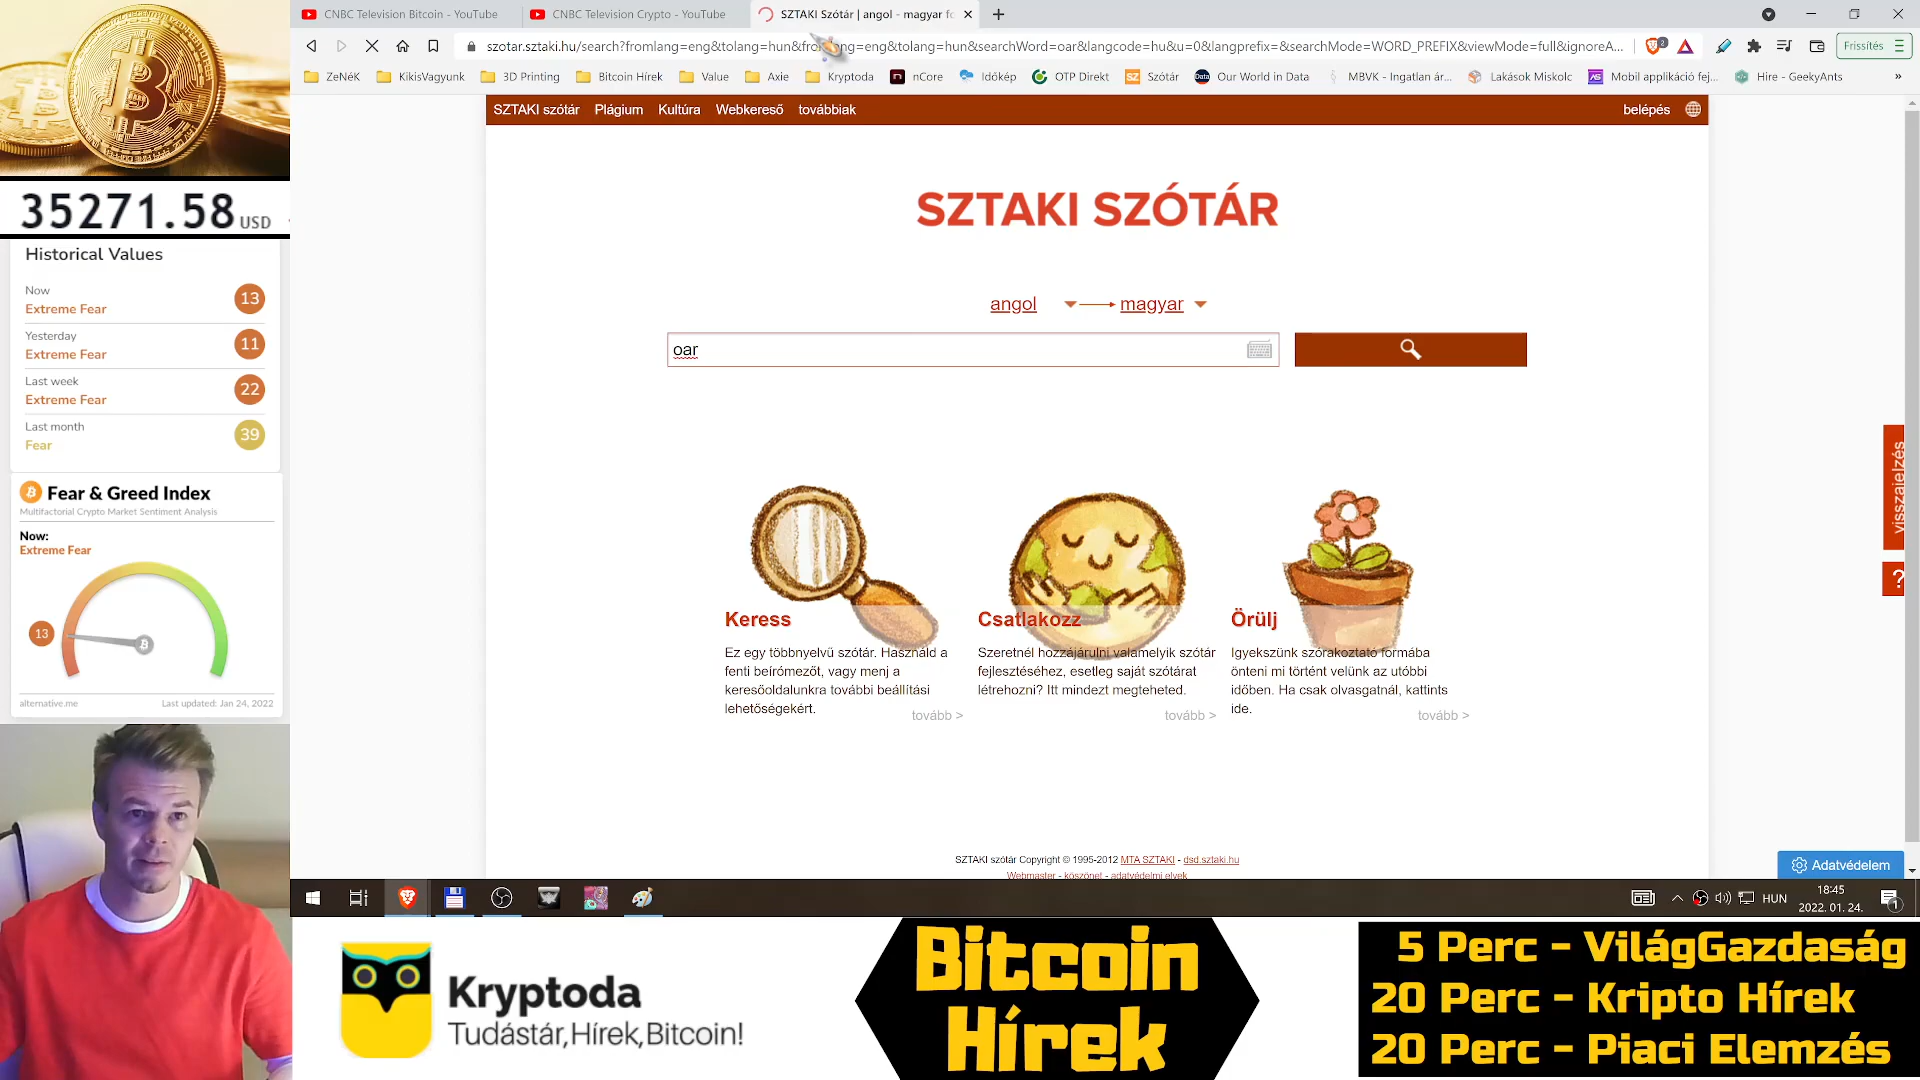 CNBC Television Bitcoin - YouTube
CNBC Television Crypto - YouTube
SZTAKI Szótár | angol - magyar fo
szotar.sztaki.hu/search?fromlang=eng&tolang=hun&fromlang=eng&tolang=hun&searchWord=oar&langcode=hu&u=0&langprefix=&searchMode=WORD_PREFIX&viewMode=full&ignoreA...
2
Frissítés
ZeNéK
KikisVagyunk
3D Printing
Bitcoin Hírek
Value
Axie
Kryptoda
nCore
Időkép
OTP Direkt
SZ Szótár
Data Our World in Data
MBVK - Ingatlan ár...
Lakások Miskolc
Mobil applikáció fej...
Hire - GeekyAnts
»
SZTAKI szótár
Plágium
Kultúra
Webkereső
továbbiak
belépés
SZTAKI SZÓTÁR
angol
magyar
oar
Keress
Ez egy többnyelvű szótár. Használd a
fenti beírómezőt, vagy menj a
keresőoldalunkra további beállítási
lehetőségekért.
tovább >
Csatlakozz
Szeretnél hozzájárulni valamelyik szótár
fejlesztéséhez, esetleg saját szótárat
létrehozni? Itt mindezt megteheted.
tovább >
Örülj
Igyekszünk szórakoztató formába
önteni mi történt velünk az utóbbi
időben. Ha csak olvasgatnál, kattints
ide.
tovább >
visszajelzés
?
SZTAKI szótár Copyright © 1995-2012 MTA SZTAKI - dsd.sztaki.hu
Webmaster - köszönet - adatvédelmi elvek
Adatvédelem
HUN
18:45
2022. 01. 24.
1
35271.58 USD
Historical Values
Now
Extreme Fear
13
Yesterday
Extreme Fear
11
Last week
Extreme Fear
22
Last month
Fear
39
Fear & Greed Index
Multifactorial Crypto Market Sentiment Analysis
Now:
Extreme Fear
13
alternative.me
Last updated: Jan 24, 2022
Kryptoda
Tudástár,Hírek,Bitcoin!
Bitcoin
Hírek
5 Perc - VilágGazdaság
20 Perc - Kripto Hírek
20 Perc - Piaci Elemzés